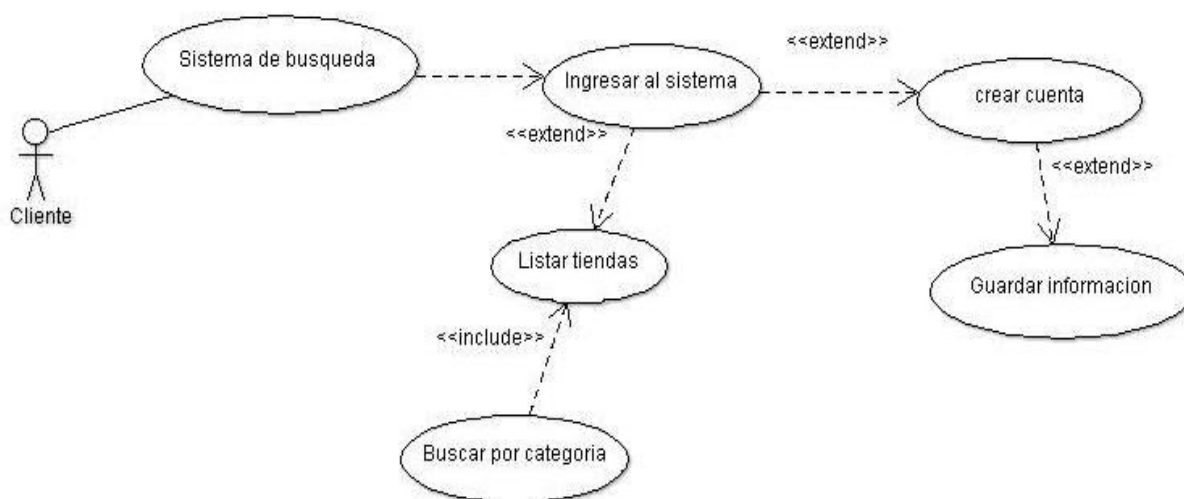 Sistema de busqueda
Ingresar al sistema
<<extend>>
crear cuenta
<<extend>>
<<extend>>
Cliente
Listar tiendas
Guardar informacion
<<include>>
Buscar por categoria